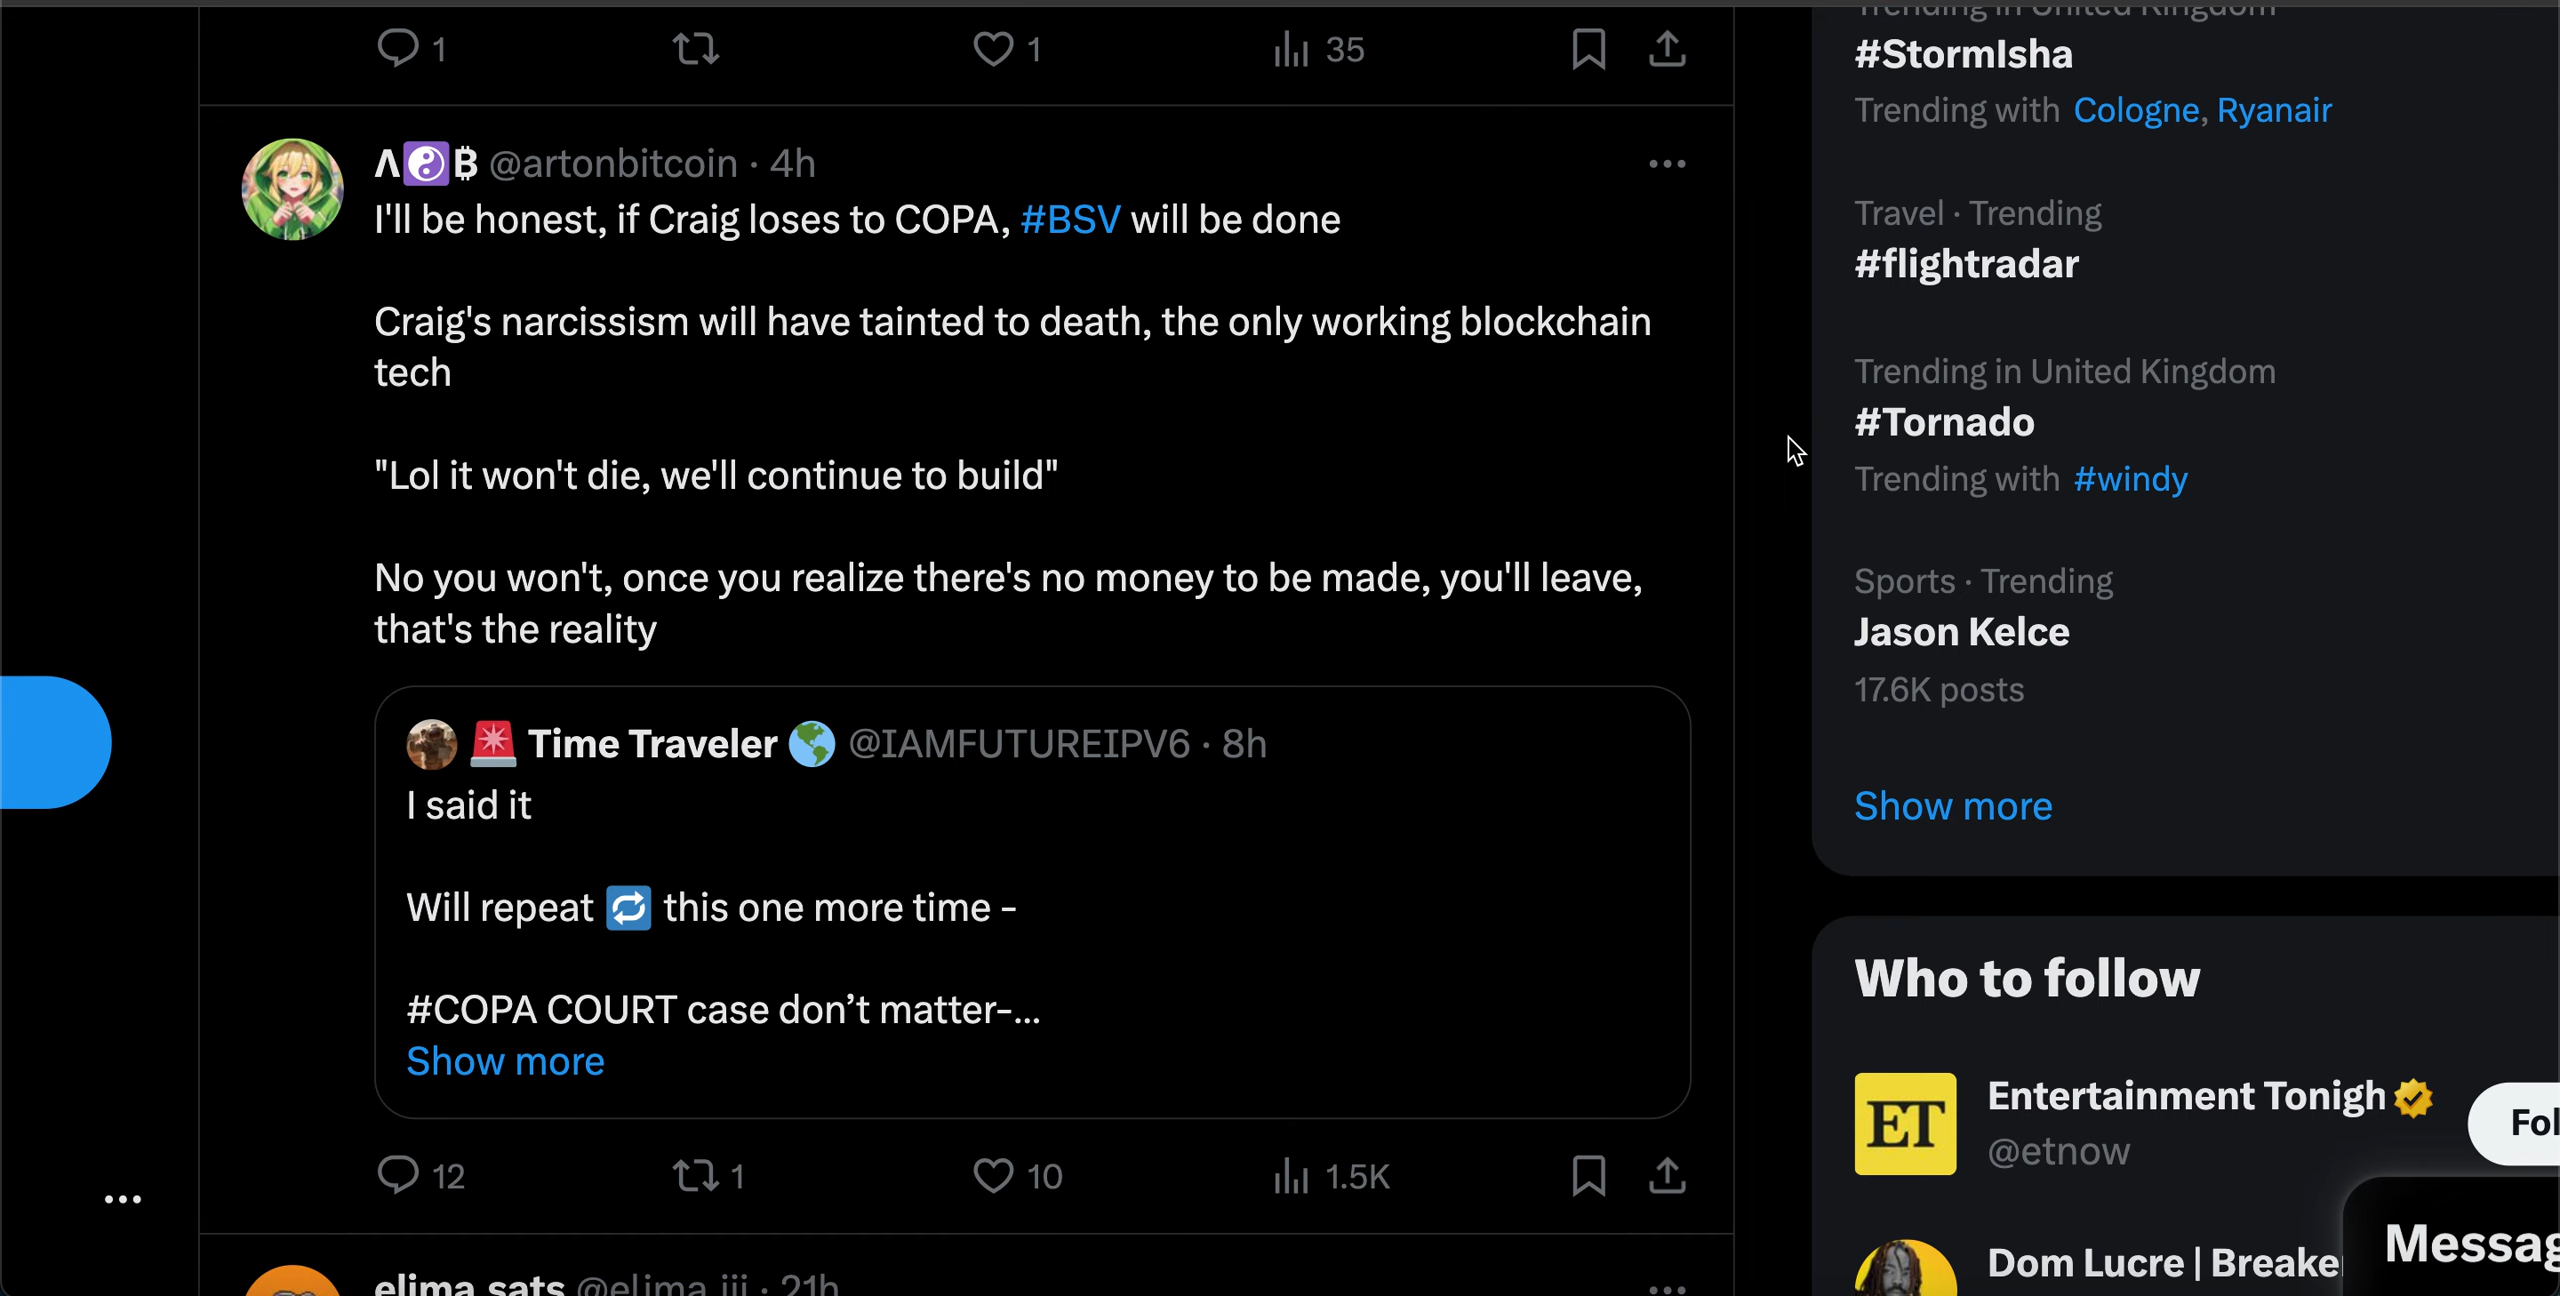 1 1 35
Λ☯️₿ @artonbitcoin · 4h
I'll be honest, if Craig loses to COPA, #BSV will be done
Craig's narcissism will have tainted to death, the only working blockchain
tech
"Lol it won't die, we'll continue to build"
No you won't, once you realize there's no money to be made, you'll leave,
that's the reality
🚨 Time Traveler 🌎 @IAMFUTUREIPV6 · 8h
I said it
Will repeat 🔁 this one more time -
#COPA COURT case don’t matter-...
Show more
12 1 10 1.5K
elima sats @elima_iii · 21h
Trending in United Kingdom
#StormIsha
Trending with Cologne, Ryanair
Travel · Trending
#flightradar
Trending in United Kingdom
#Tornado
Trending with #windy
Sports · Trending
Jason Kelce
17.6K posts
Show more
Who to follow
ET
Entertainment Tonigh
@etnow
Fol
Dom Lucre | Breaker
Messag